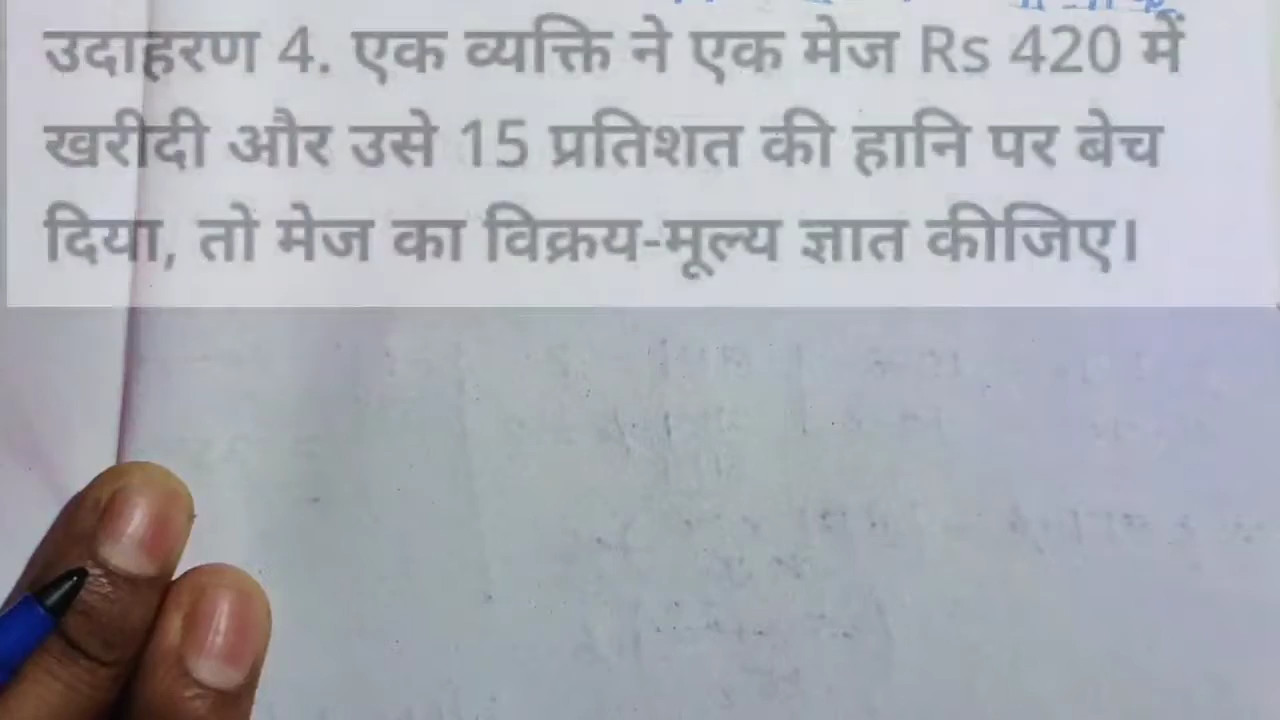 उदाहरण 4. एक व्यक्ति ने एक मेज Rs 420 में
खरीदी और उसे 15 प्रतिशत की हानि पर बेच
दिया, तो मेज का विक्रय-मूल्य ज्ञात कीजिए।